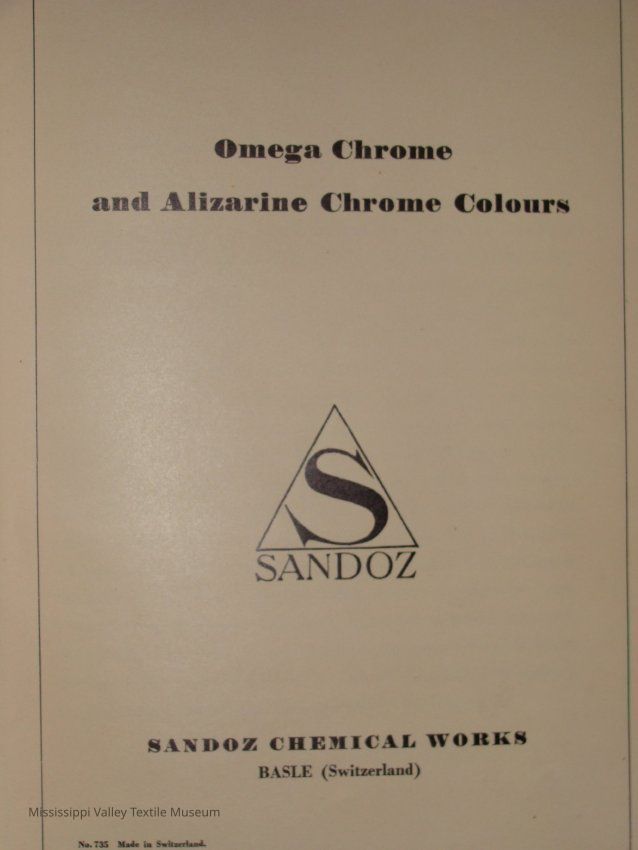 Omega Chrome
and Alizarine Chrome Colours
S
SANDOZ
SANDOZ CHEMICAL WORKS
BASLE (Switzerland)
Mississippi Valley Textile Museum
No. 735 Made in Switzerland.